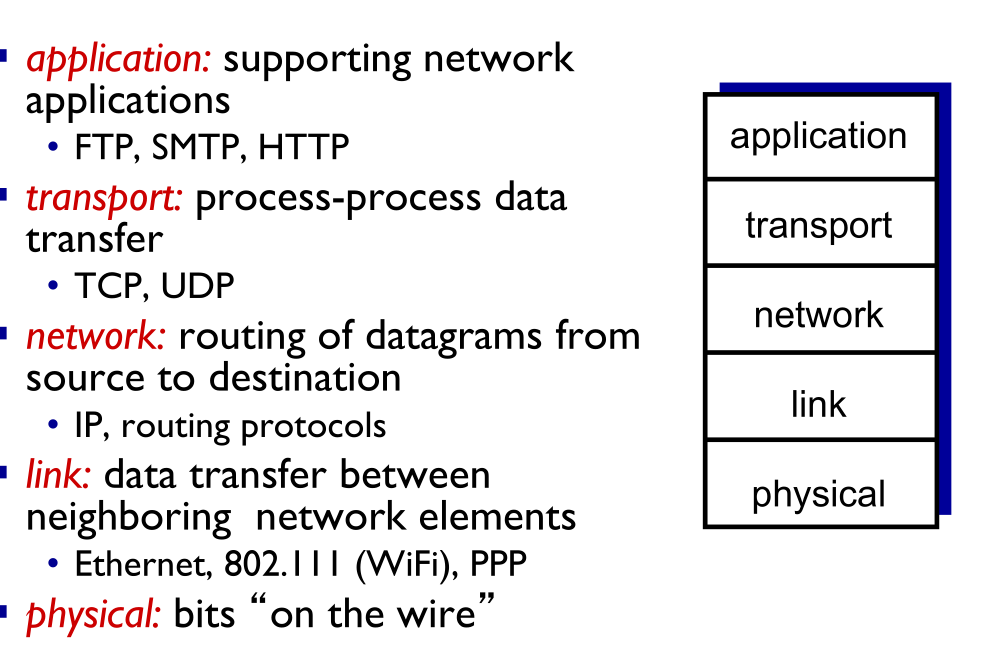 application: supporting network
applications
• FTP, SMTP, HTTP
transport: process-process data
transfer
• TCP, UDP
network: routing of datagrams from
source to destination
• IP, routing protocols
link: data transfer between
neighboring network elements
• Ethernet, 802.111 (WiFi), PPP
physical: bits “on the wire”
application
transport
network
link
physical